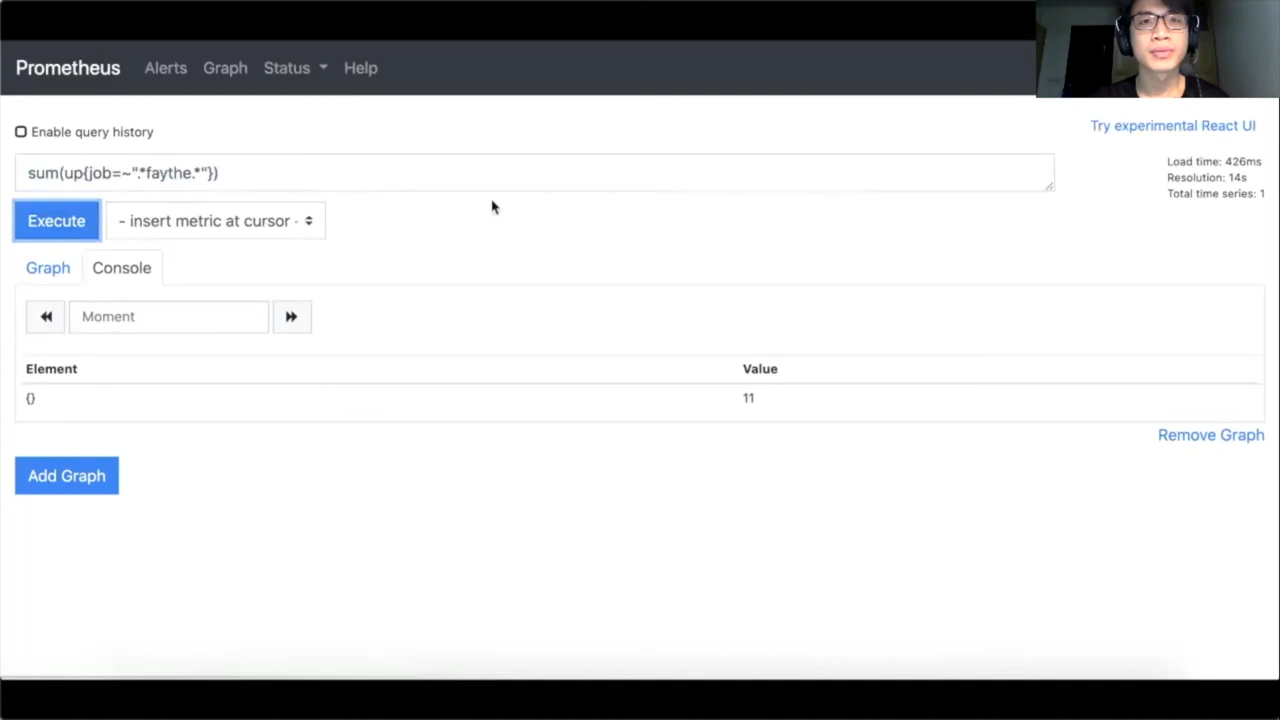 Prometheus Alerts Graph Status Help
Enable query history
Try experimental React UI
sum(up{job=~".*faythe.*"})
Load time: 426ms
Resolution: 14s
Total time series: 1
Execute - insert metric at cursor -
Graph Console
Moment
Element Value
{} 11
Remove Graph
Add Graph